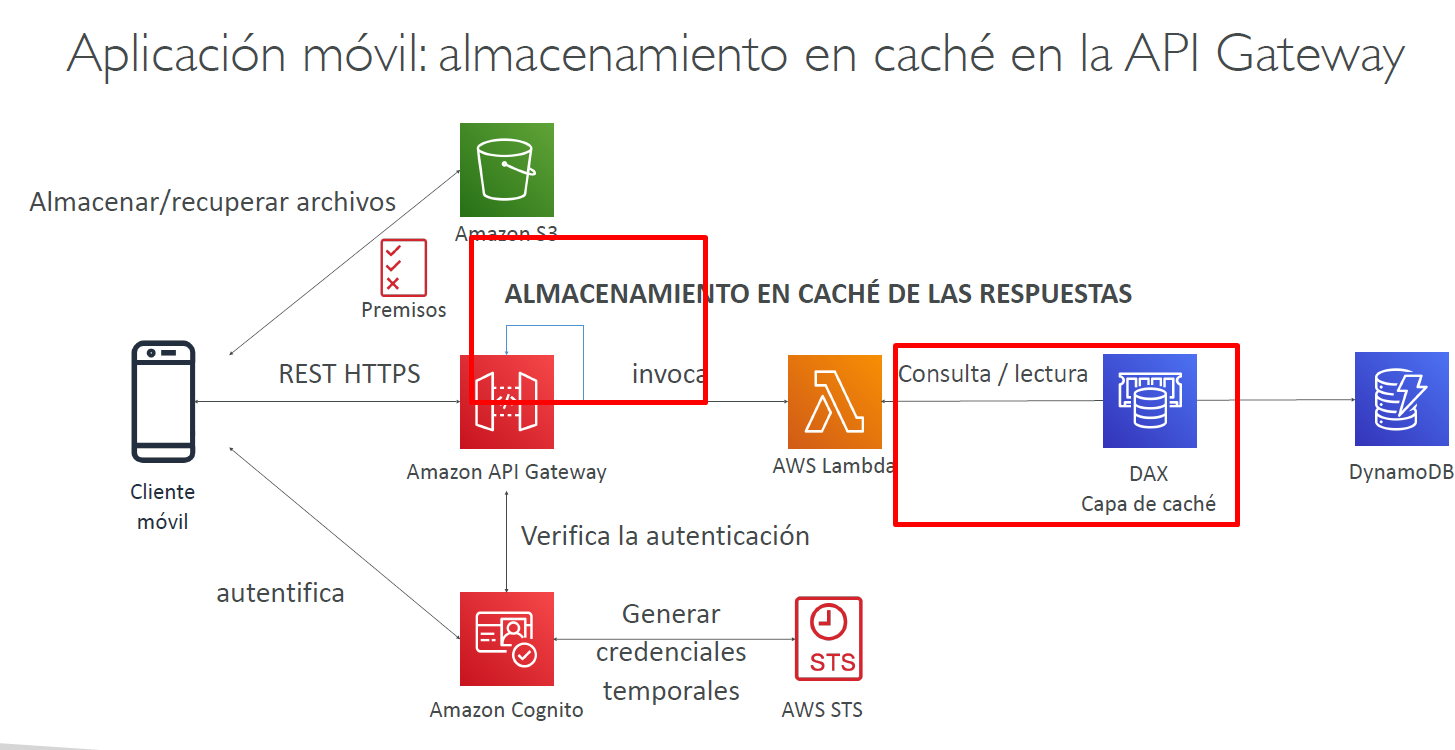 Aplicación móvil: almacenamiento en caché en la API Gateway
Almacenar/recuperar archivos
Amazon S3
Premisos
ALMACENAMIENTO EN CACHÉ DE LAS RESPUESTAS
REST HTTPS
invoca
Consulta / lectura
Amazon API Gateway
AWS Lambda
DAX
Capa de caché
DynamoDB
Cliente
móvil
Verifica la autenticación
autentifica
Generar
credenciales
temporales
STS
Amazon Cognito
AWS STS